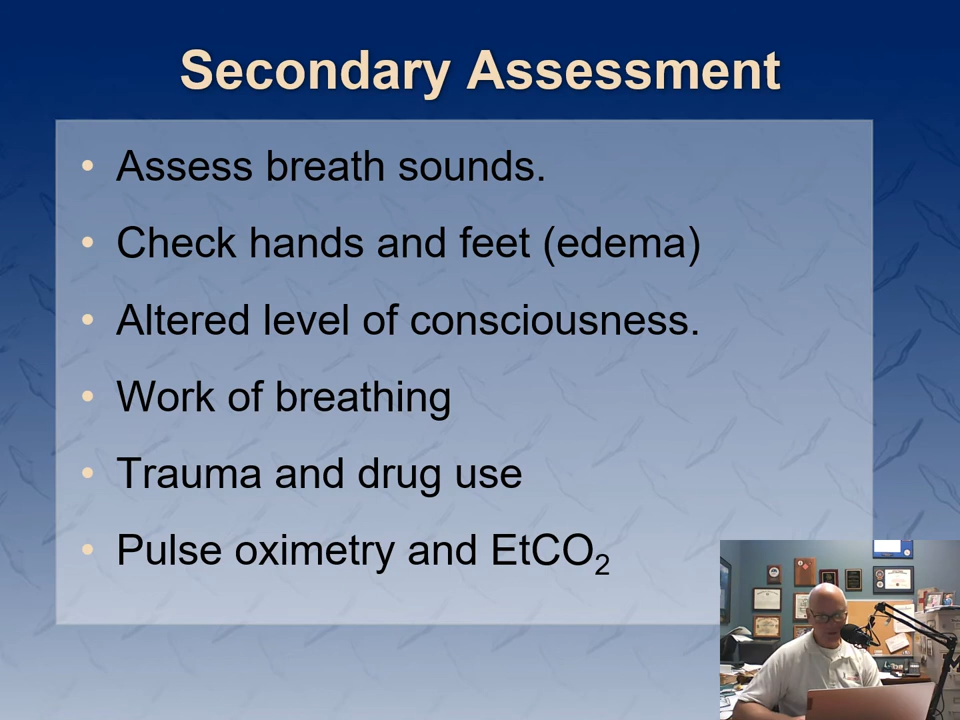 Secondary Assessment
• Assess breath sounds.
• Check hands and feet (edema)
• Altered level of consciousness.
• Work of breathing
• Trauma and drug use
• Pulse oximetry and EtCO₂